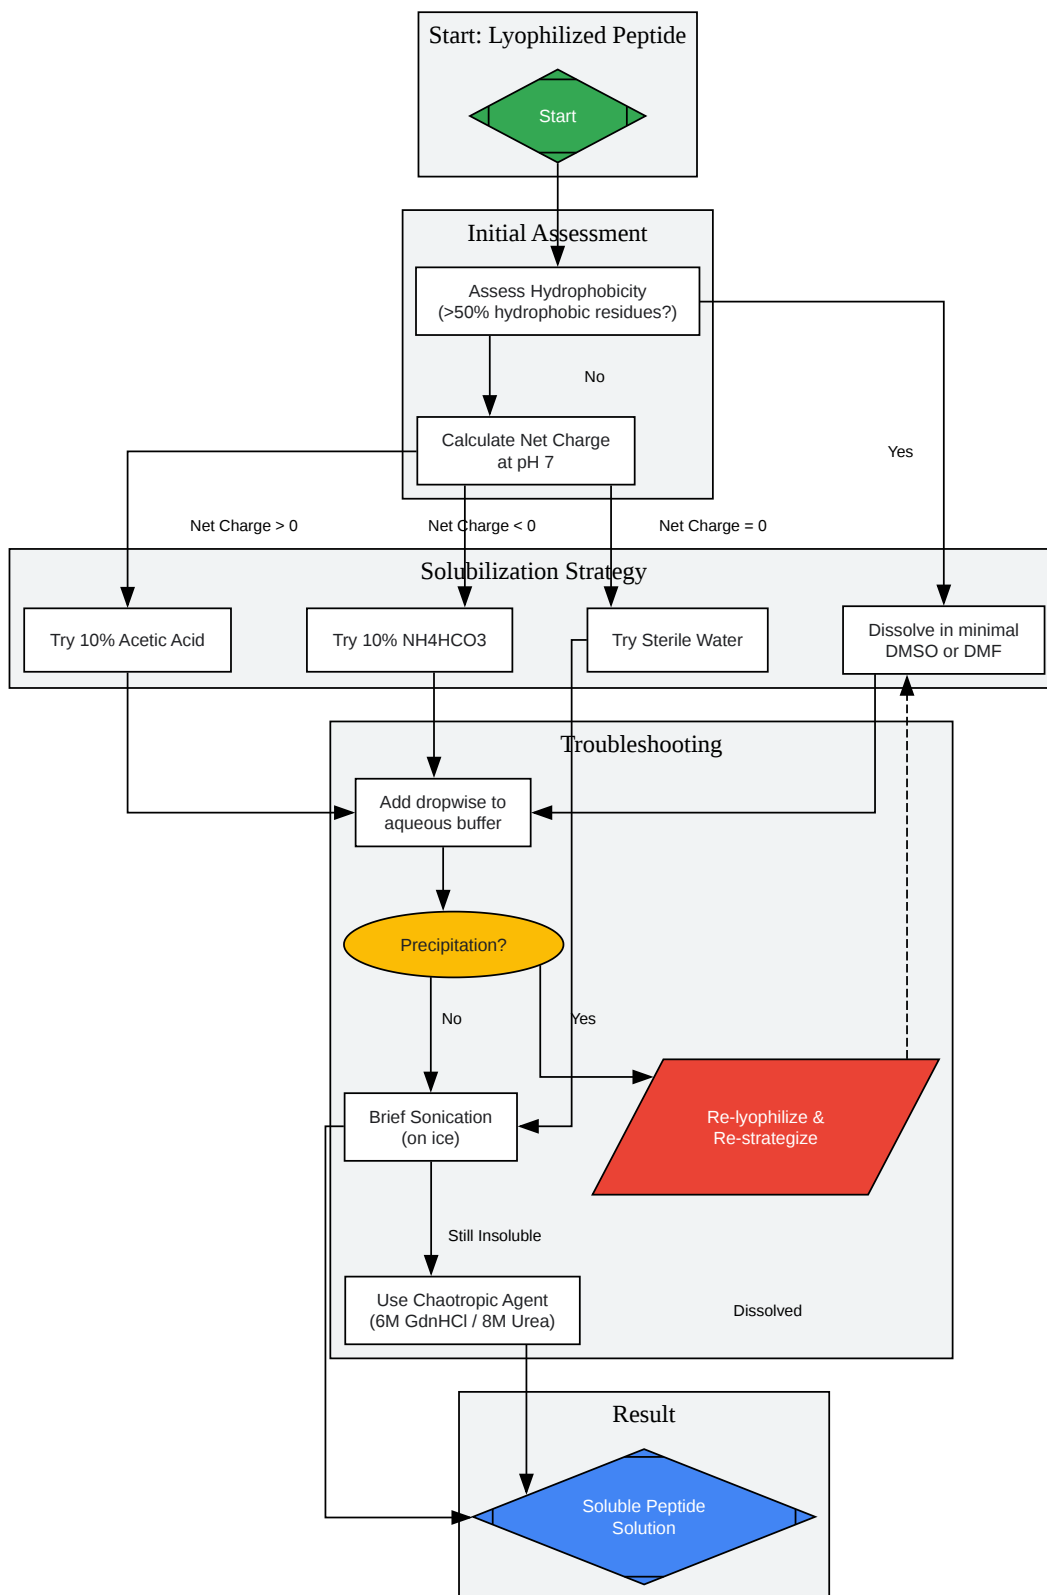 Start: Lyophilized Peptide
Start
Initial Assessment
Assess Hydrophobicity
(>50% hydrophobic residues?)
No
Calculate Net Charge
at pH 7
Yes
Net Charge > 0
Net Charge < 0
Net Charge = 0
Solubilization Strategy
Try 10% Acetic Acid
Try 10% NH4HCO3
Try Sterile Water
Dissolve in minimal
DMSO or DMF
Troubleshooting
Add dropwise to
aqueous buffer
Precipitation?
No
Yes
Brief Sonication
(on ice)
Re-lyophilize &
Re-strategize
Still Insoluble
Use Chaotropic Agent
(6M GdnHCl / 8M Urea)
Dissolved
Result
Soluble Peptide
Solution